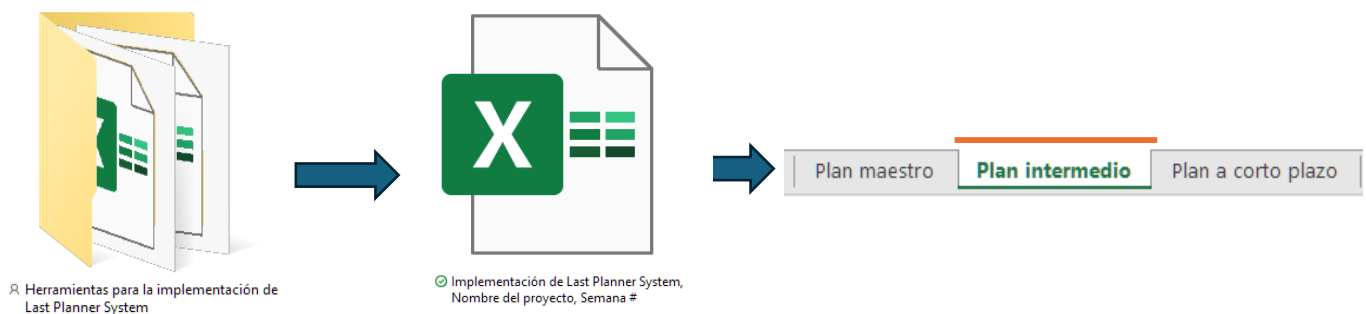 X
X
Herramientas para la implementación de
Last Planner System
Implementación de Last Planner System,
Nombre del proyecto, Semana #
Plan maestro
Plan intermedio
Plan a corto plazo